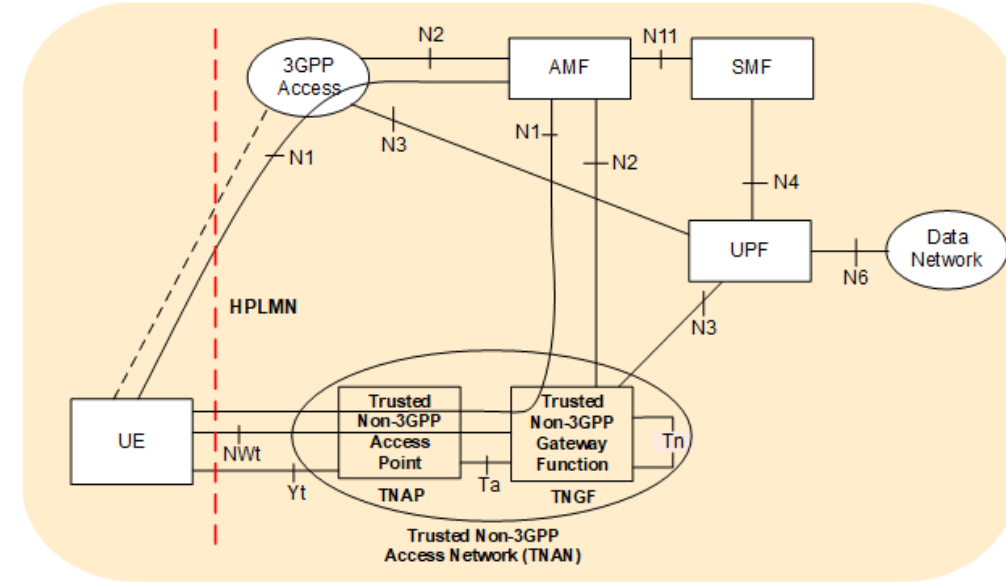 N2
N11
3GPP
Access
AMF
SMF
N1
N3
N1
N2
N4
UPF
Data
Network
N6
HPLMN
N3
UE
Trusted
Non-3GPP
Access
Point
Trusted
Non-3GPP
Gateway
Function
Tn
NWt
Yt
Ta
TNAP
TNGF
Trusted Non-3GPP
Access Network (TNAN)